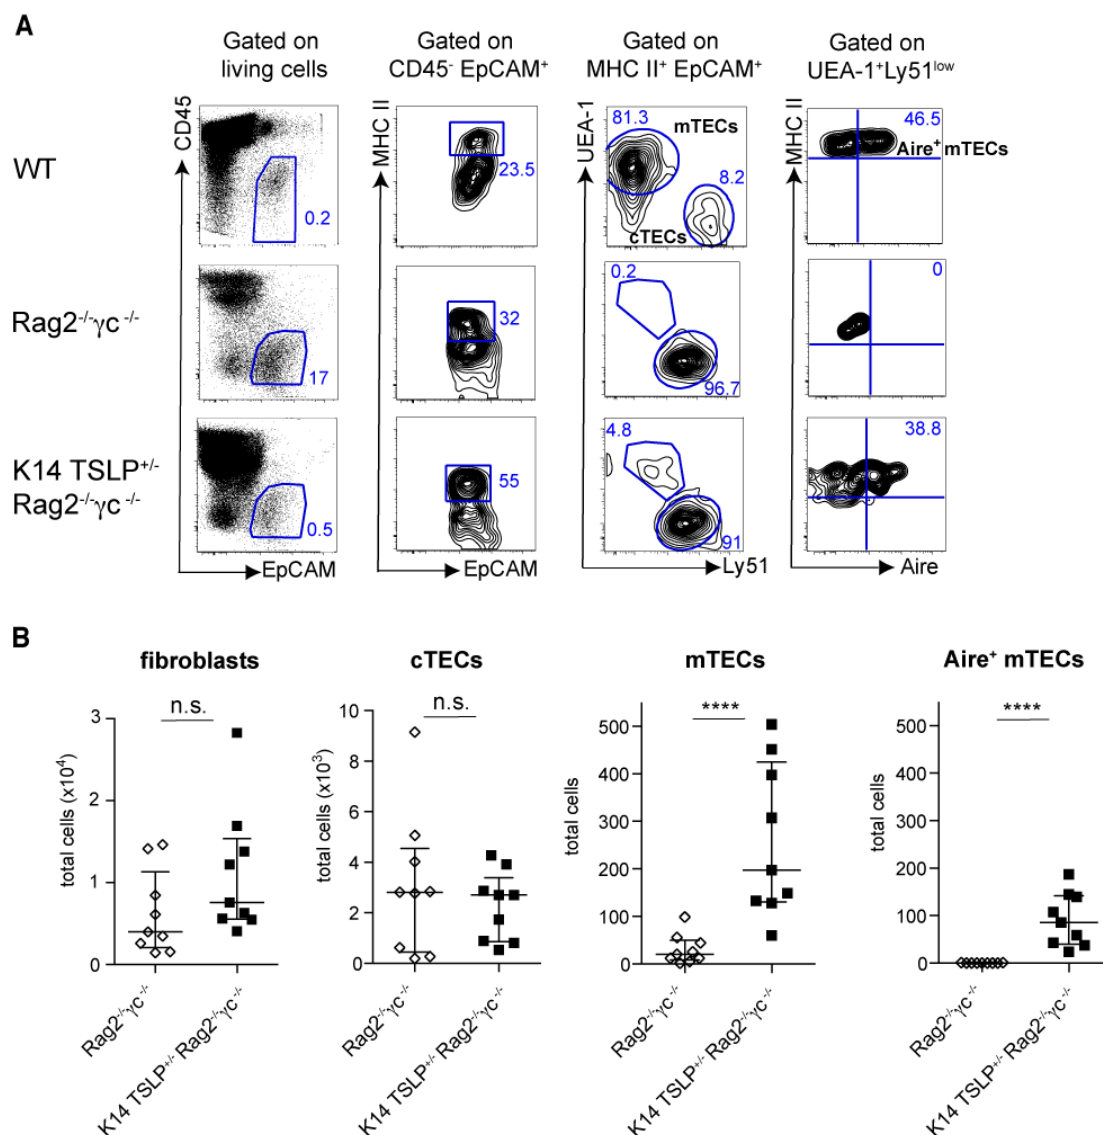 A
Gated on
living cells
Gated on
CD45⁻ EpCAM⁺
Gated on
MHC II⁺ EpCAM⁺
Gated on
UEA-1⁺Ly51ˡᵒʷ
WT
CD45
0.2
MHC II
23.5
UEA-1
81.3
mTECs
8.2
cTECs
MHC II
46.5
Aire⁺ mTECs
Rag2⁻/⁻γc ⁻/⁻
17
32
0.2
96.7
0
K14 TSLP⁺/⁻
Rag2⁻/⁻γc ⁻/⁻
0.5
55
4.8
91
38.8
EpCAM
EpCAM
Ly51
Aire
B
fibroblasts
n.s.
total cells (x10⁴)
3
2
1
0
Rag2⁻/⁻γc⁻/⁻
K14 TSLP⁺/⁻ Rag2⁻/⁻γc⁻/⁻
cTECs
n.s.
total cells (x10³)
10
8
6
4
2
0
Rag2⁻/⁻γc⁻/⁻
K14 TSLP⁺/⁻ Rag2⁻/⁻γc⁻/⁻
mTECs
****
total cells
500
400
300
200
100
0
Rag2⁻/⁻γc⁻/⁻
K14 TSLP⁺/⁻ Rag2⁻/⁻γc⁻/⁻
Aire⁺ mTECs
****
total cells
500
400
300
200
100
0
Rag2⁻/⁻γc⁻/⁻
K14 TSLP⁺/⁻ Rag2⁻/⁻γc⁻/⁻